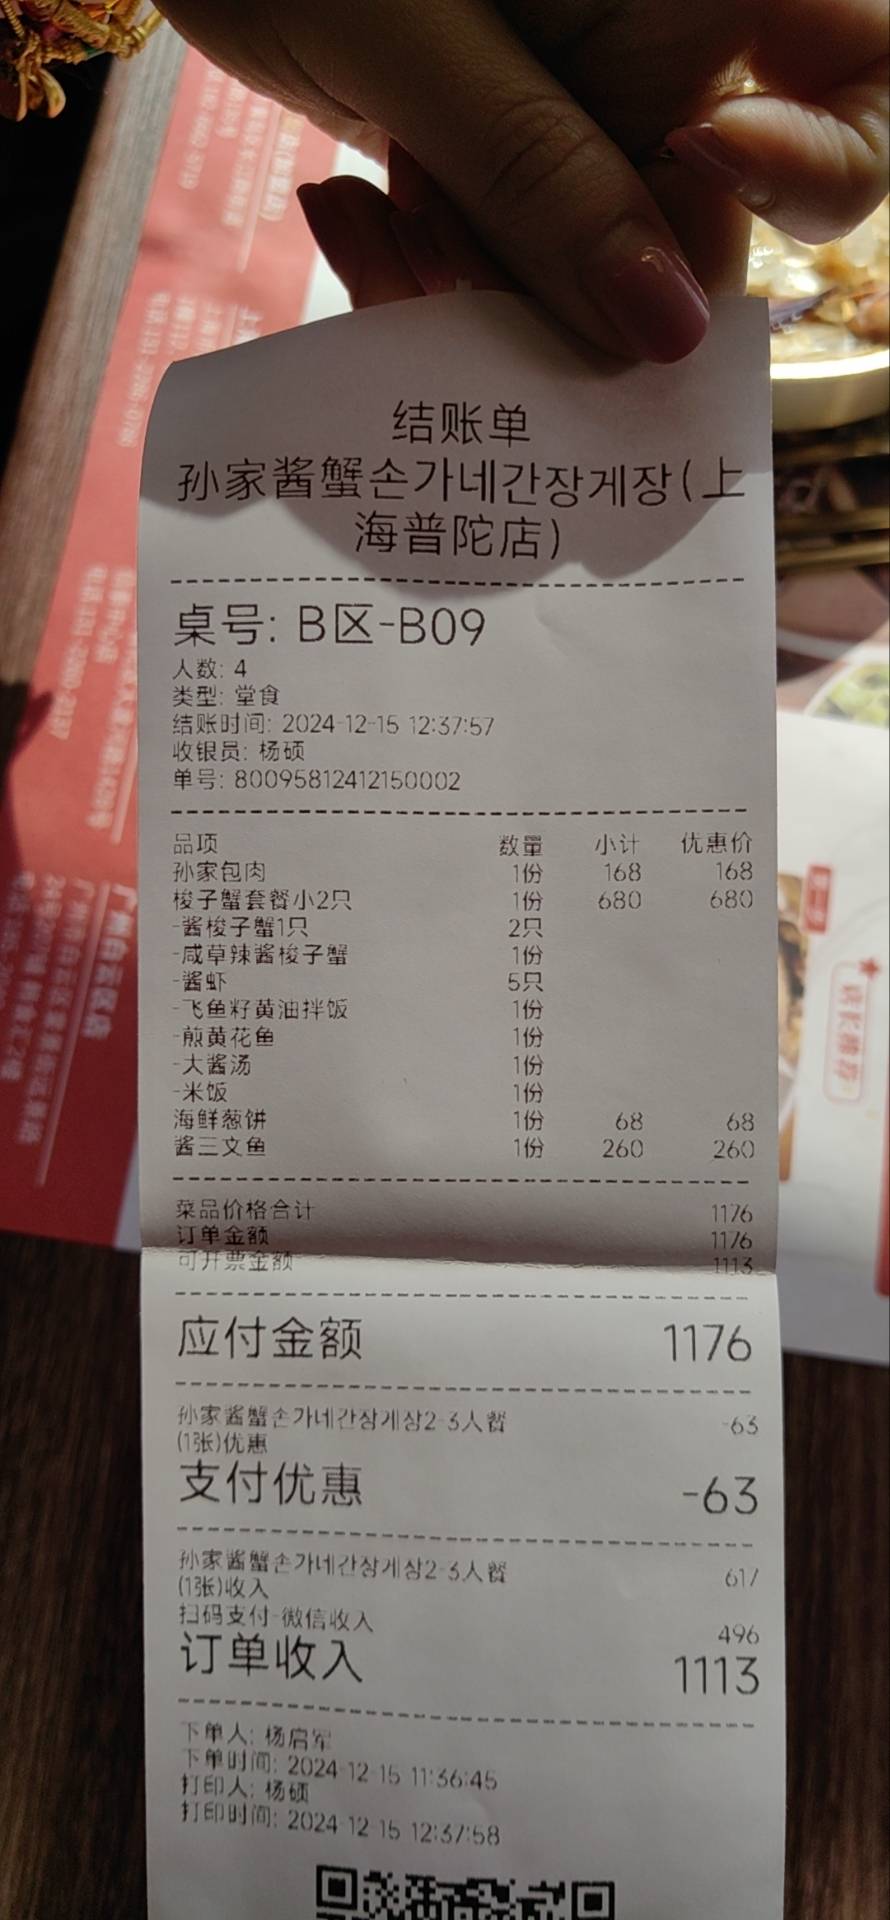 结账单
孙家酱蟹손가네간장게장(上
海普陀店)
桌号: B区-B09
人数: 4
类型: 堂食
结账时间: 2024-12-15 12:37:57
收银员: 杨硕
单号: 80095812412150002
品项 数量 小计 优惠价
孙家包肉 1份 168 168
梭子蟹套餐小2只 1份 680 680
-酱梭子蟹1只 2只
-咸草辣酱梭子蟹 1份
-酱虾 5只
-飞鱼籽黄油拌饭 1份
-煎黄花鱼 1份
-大酱汤 1份
-米饭 1份
海鲜葱饼 1份 68 68
酱三文鱼 1份 260 260
菜品价格合计 1176
订单金额 1176
可开票金额 1113
应付金额 1176
孙家酱蟹손가네간장게장2-3人餐 -63
(1张)优惠
支付优惠 -63
孙家酱蟹손가네간장게장2-3人餐 617
(1张)收入
扫码支付-微信收入 496
订单收入 1113
下单人: 杨启军
下单时间: 2024-12-15 11:36:45
打印人: 杨硕
打印时间: 2024-12-15 12:37:58
广州白云区店
店长推荐